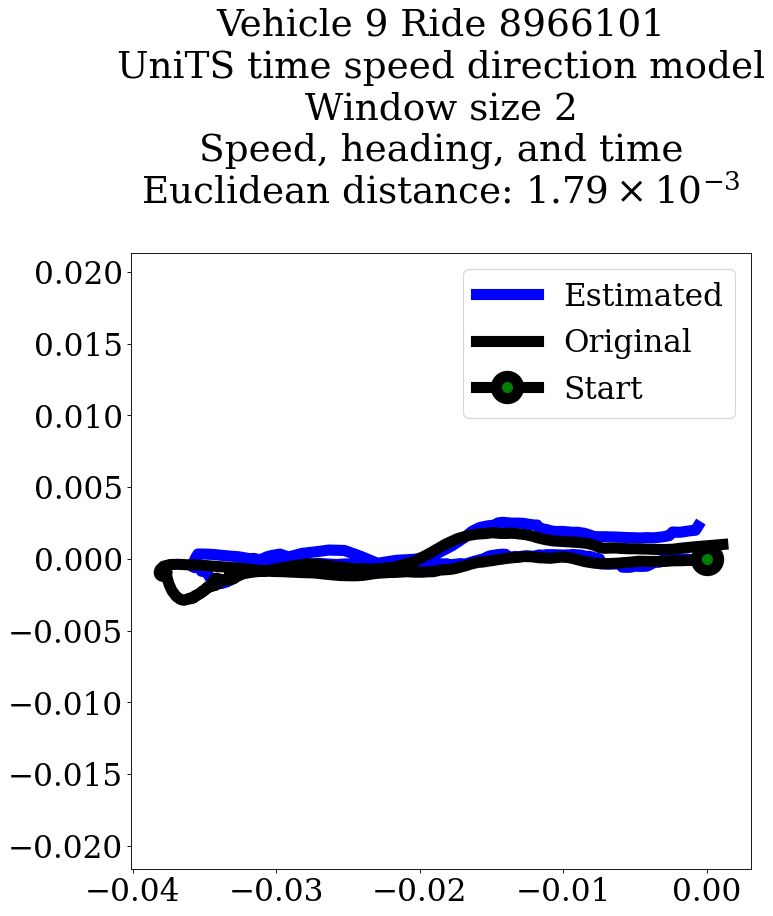 Vehicle 9 Ride 8966101
UniTS time speed direction model
Window size 2
Speed, heading, and time
Euclidean distance: 1.79 × 10⁻³
Estimated
Original
Start
0.020
0.015
0.010
0.005
0.000
−0.005
−0.010
−0.015
−0.020
−0.04 −0.03 −0.02 −0.01 0.00